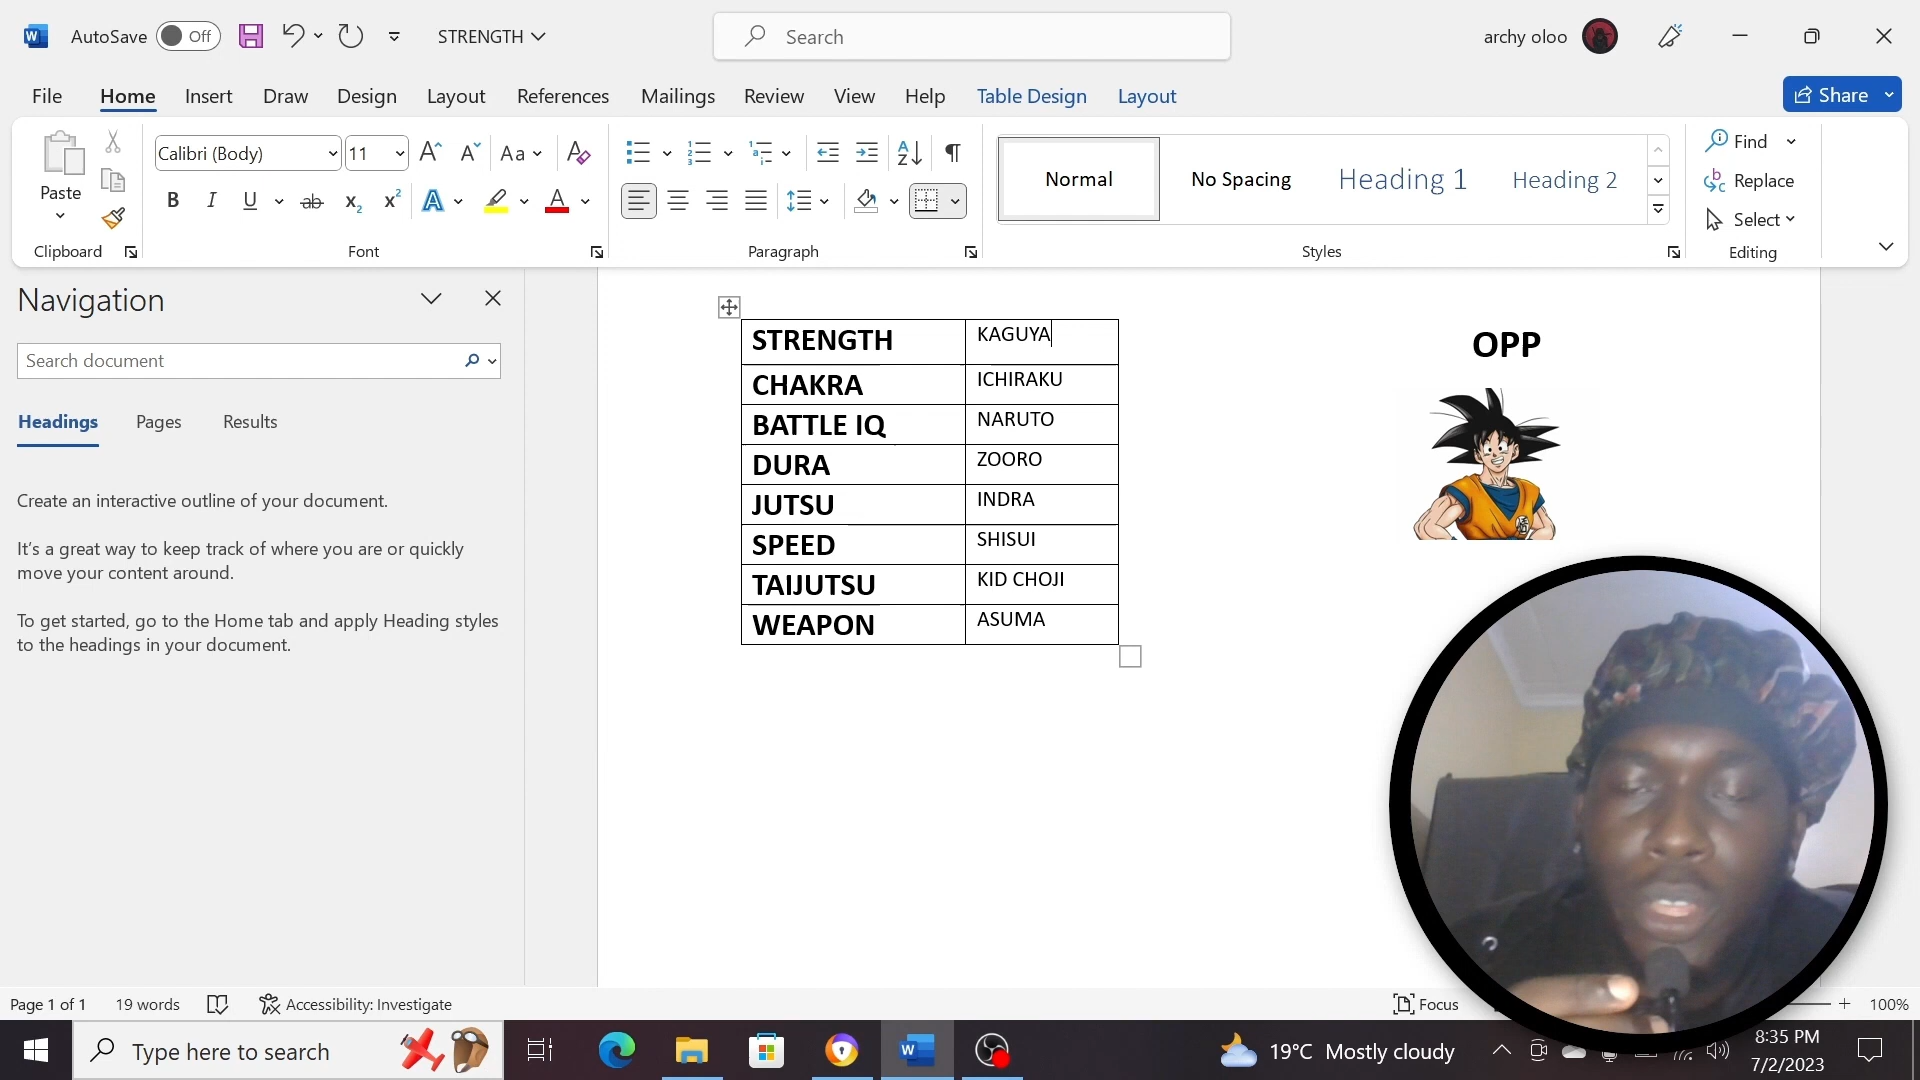 AutoSave Off STRENGTH Search archy oloo
File Home Insert Draw Design Layout References Mailings Review View Help Table Design Layout Share
Paste
Calibri (Body) 11 Aa
Normal No Spacing Heading 1 Heading 2
Find
Replace
Select
Clipboard Font Paragraph Styles Editing
Navigation
Search document
Headings Pages Results
Create an interactive outline of your document.
It's a great way to keep track of where you are or quickly
move your content around.
To get started, go to the Home tab and apply Heading styles
to the headings in your document.
STRENGTH KAGUYA
CHAKRA ICHIRAKU
BATTLE IQ NARUTO
DURA ZOORO
JUTSU INDRA
SPEED SHISUI
TAIJUTSU KID CHOJI
WEAPON ASUMA
OPP
Page 1 of 1 19 words Accessibility: Investigate Focus 100%
Type here to search 19°C Mostly cloudy 8:35 PM
7/2/2023